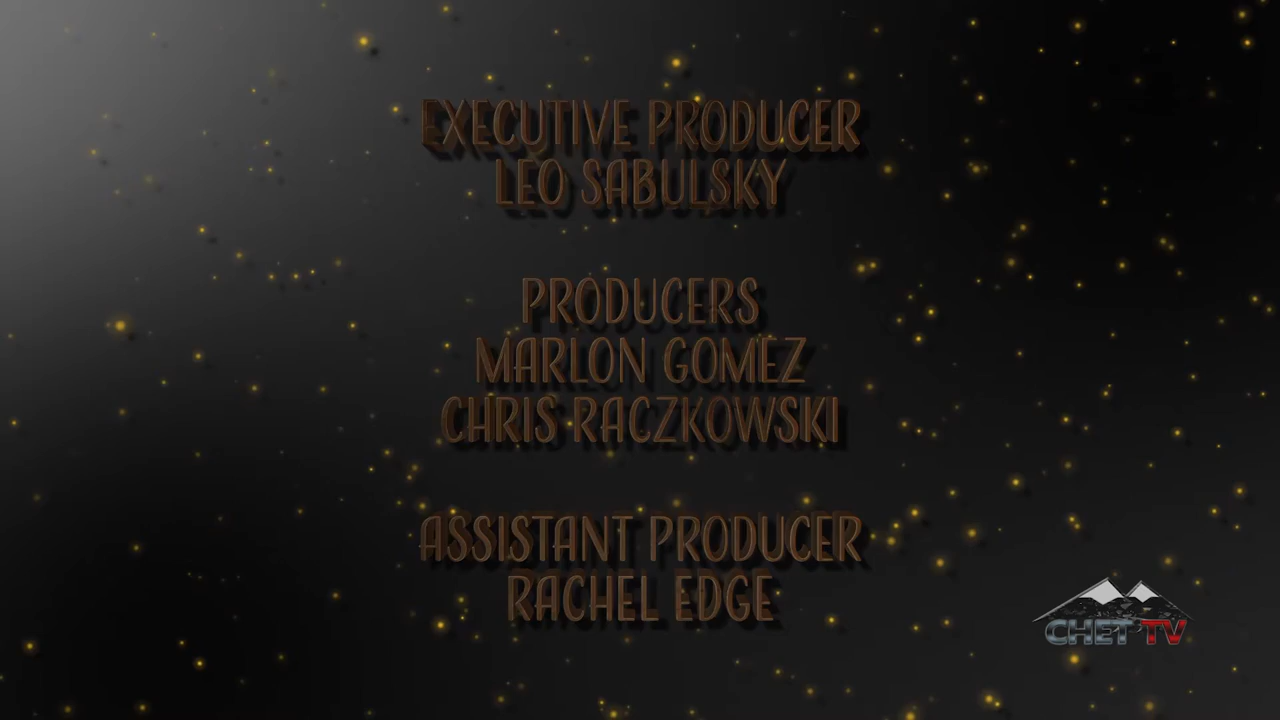 EXECUTIVE PRODUCER
LEO SABULSKY
PRODUCERS
MARLON GOMEZ
CHRIS RACZKOWSKI
ASSISTANT PRODUCER
RACHEL EDGE
CHET TV